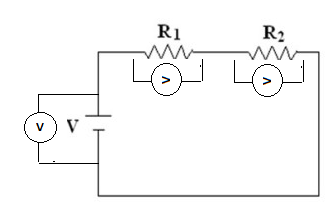 R₁ R₂
> >
V V